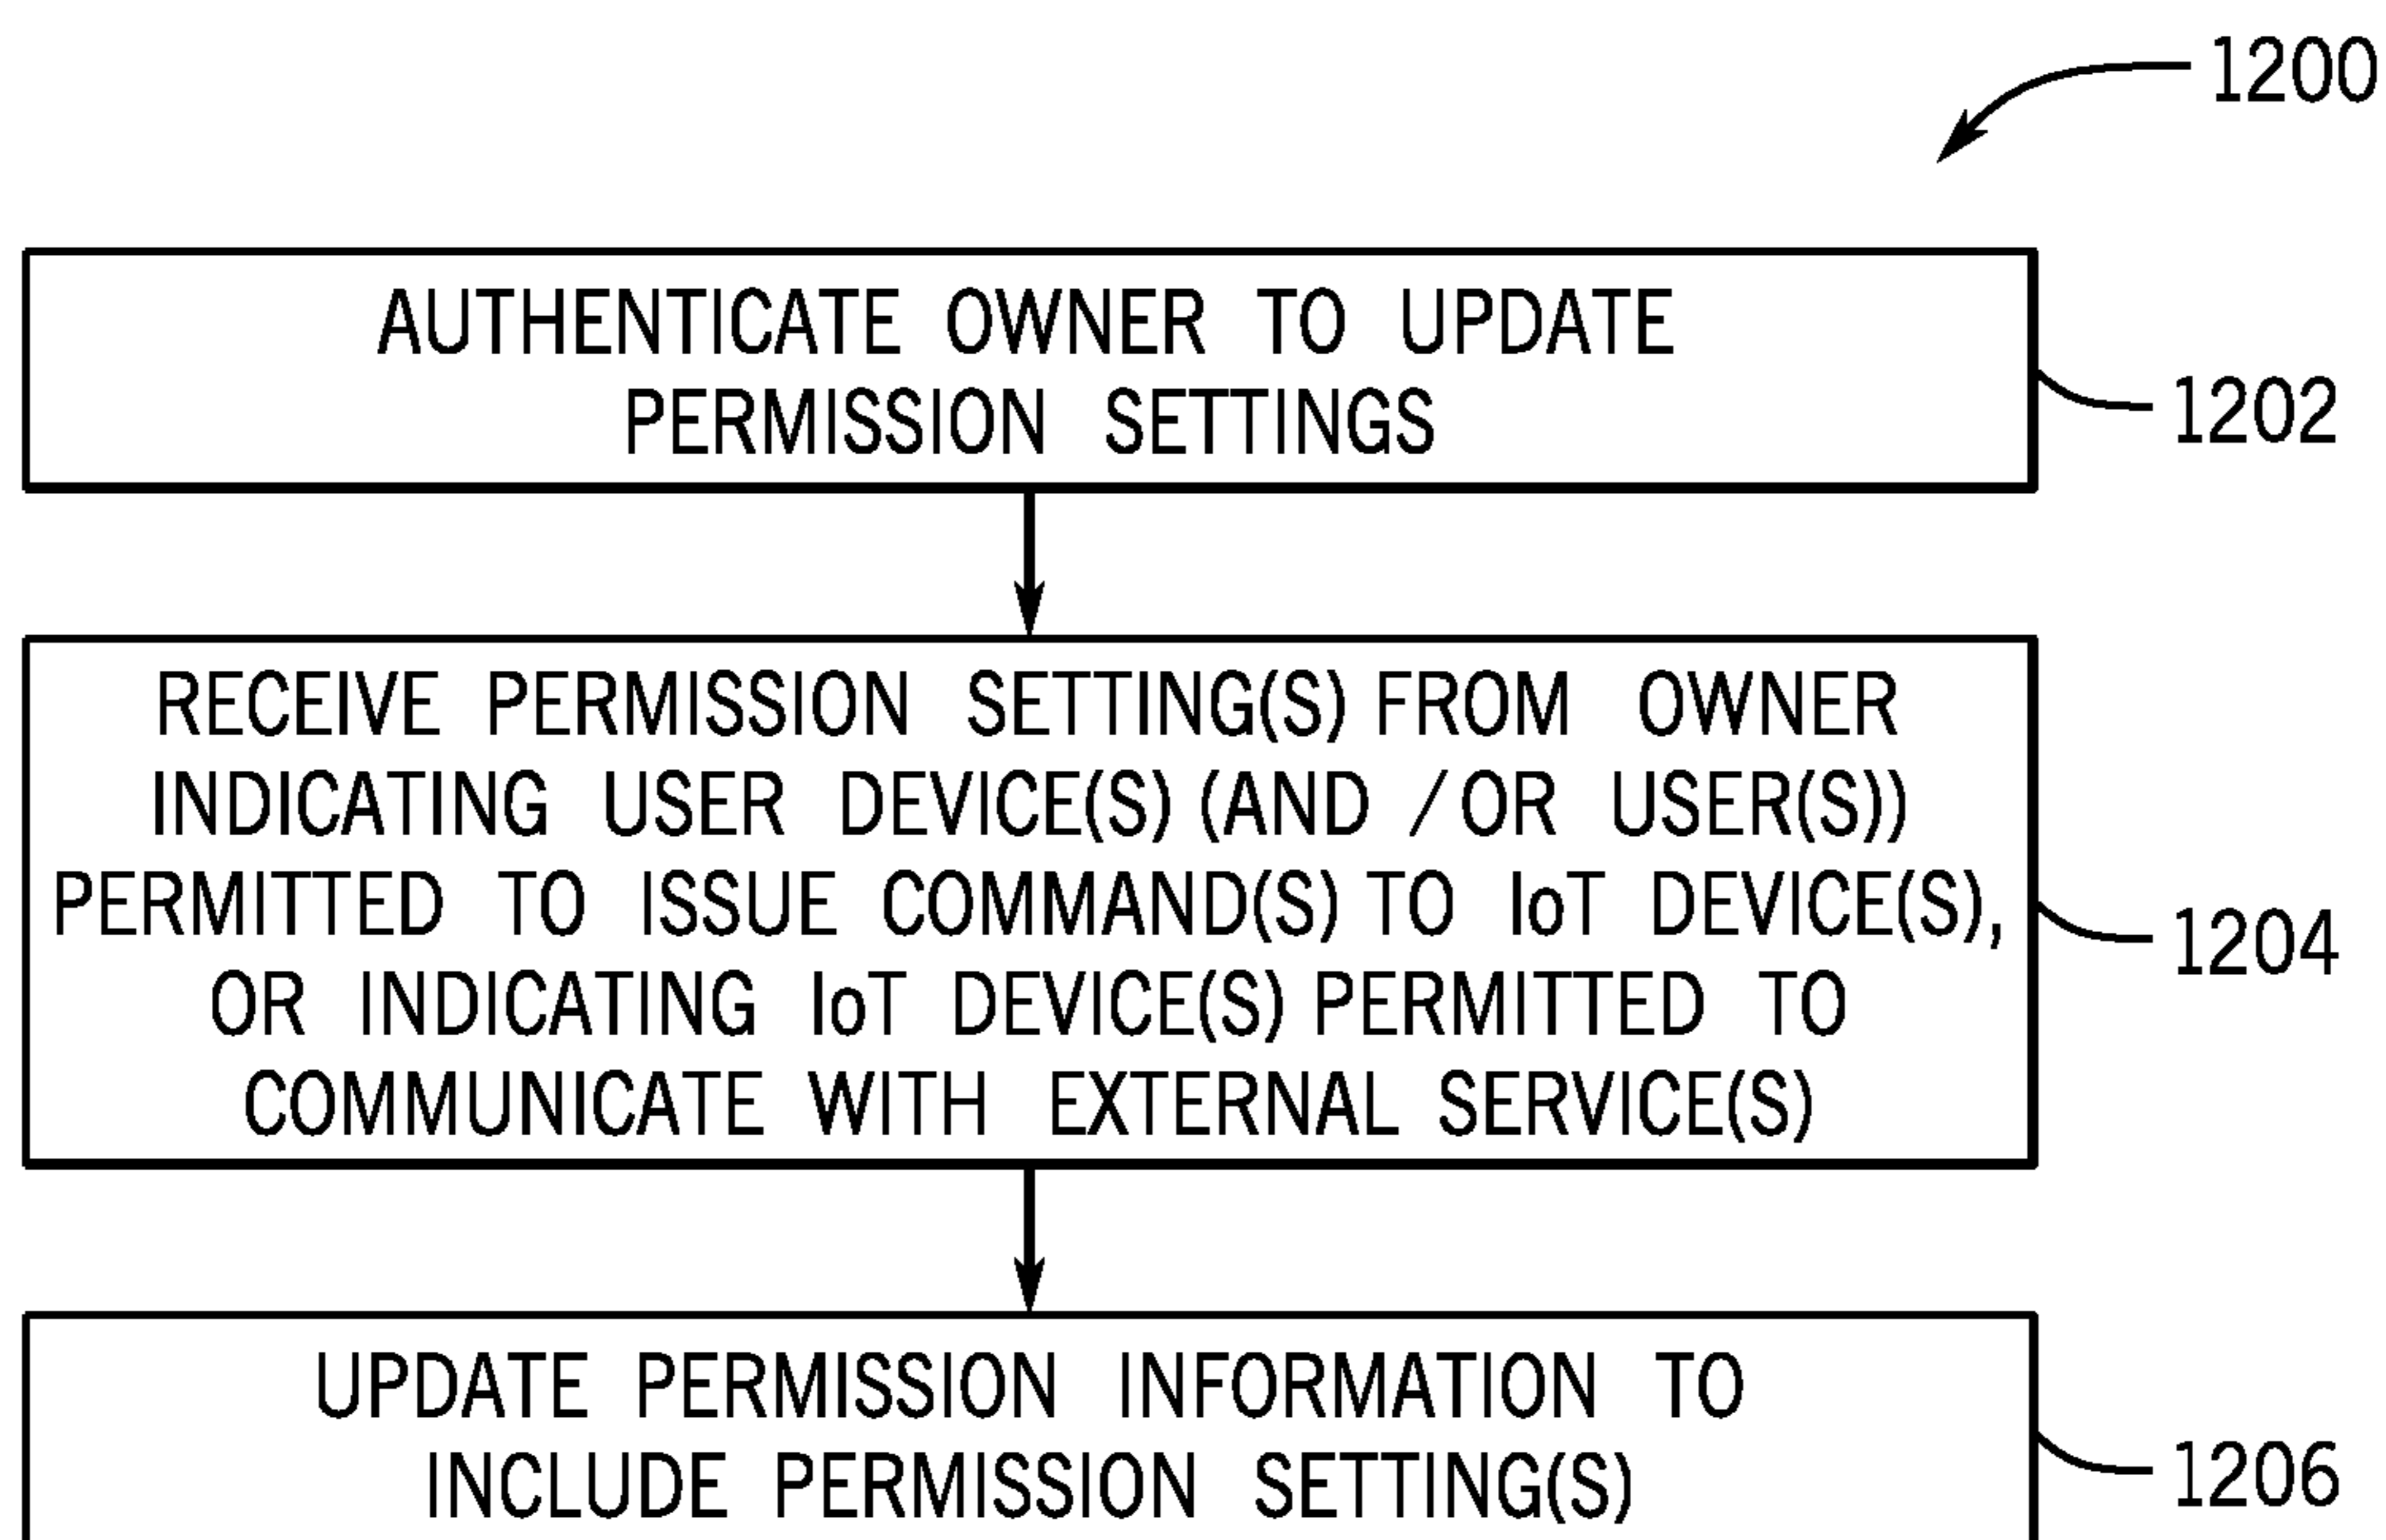 1200
AUTHENTICATE OWNER TO UPDATE
PERMISSION SETTINGS
1202
RECEIVE PERMISSION SETTING(S) FROM OWNER
INDICATING USER DEVICE(S) (AND /OR USER(S))
PERMITTED TO ISSUE COMMAND(S) TO IoT DEVICE(S),
OR INDICATING IoT DEVICE(S) PERMITTED TO
COMMUNICATE WITH EXTERNAL SERVICE(S)
1204
UPDATE PERMISSION INFORMATION TO
INCLUDE PERMISSION SETTING(S)
1206